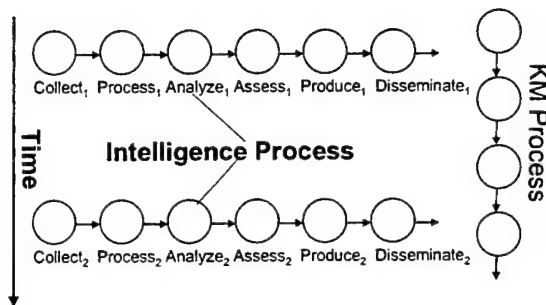 Collect₁ Process₁ Analyze₁ Assess₁ Produce₁ Disseminate₁
Intelligence Process
Collect₂ Process₂ Analyze₂ Assess₂ Produce₂ Disseminate₂
Time
KM Process